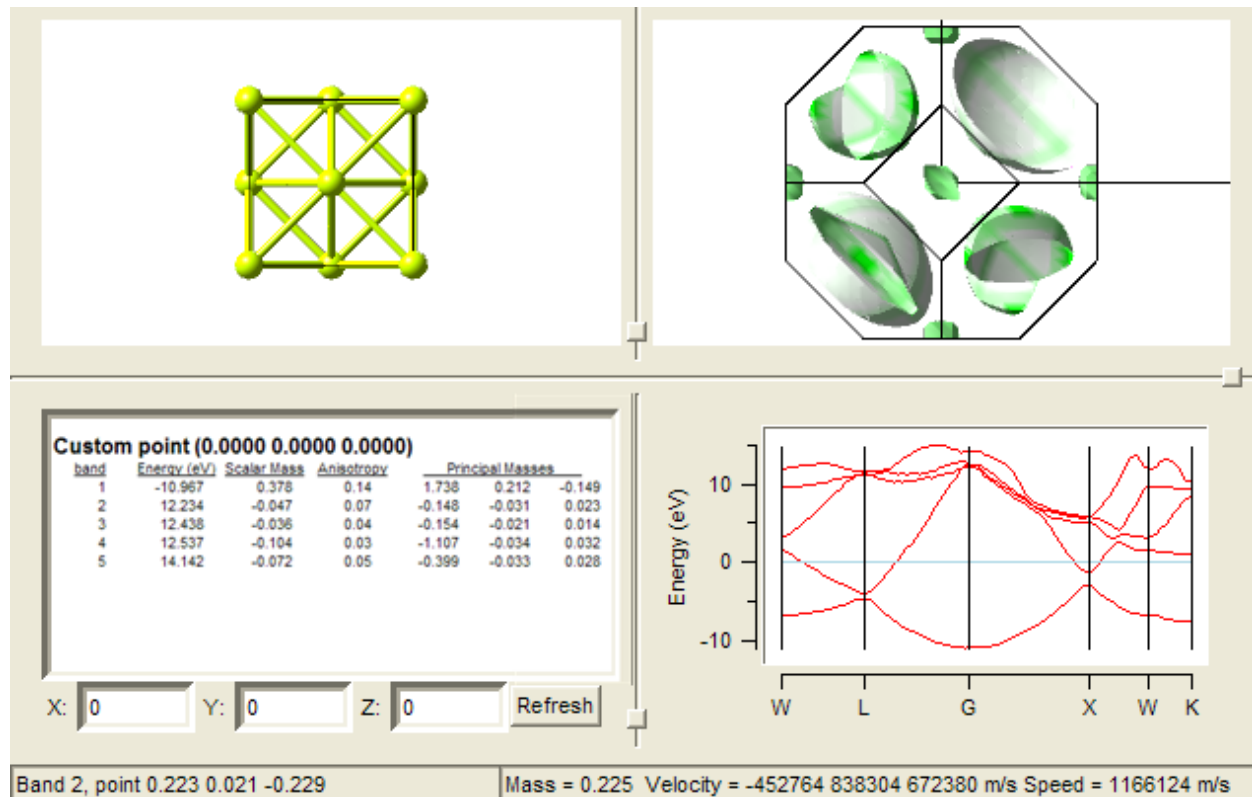 Custom point (0.0000 0.0000 0.0000)
band Energy (eV) Scalar Mass Anisotropy Principal Masses
1 -10.967 0.378 0.14 1.738 0.212 -0.149
2 12.234 -0.047 0.07 -0.148 -0.031 0.023
3 12.438 -0.036 0.04 -0.154 -0.021 0.014
4 12.537 -0.104 0.03 -1.107 -0.034 0.032
5 14.142 -0.072 0.05 -0.399 -0.033 0.028
X: 0 Y: 0 Z: 0 Refresh
Energy (eV)
10
0
-10
W L G X W K
Band 2, point 0.223 0.021 -0.229
Mass = 0.225 Velocity = -452764 838304 672380 m/s Speed = 1166124 m/s